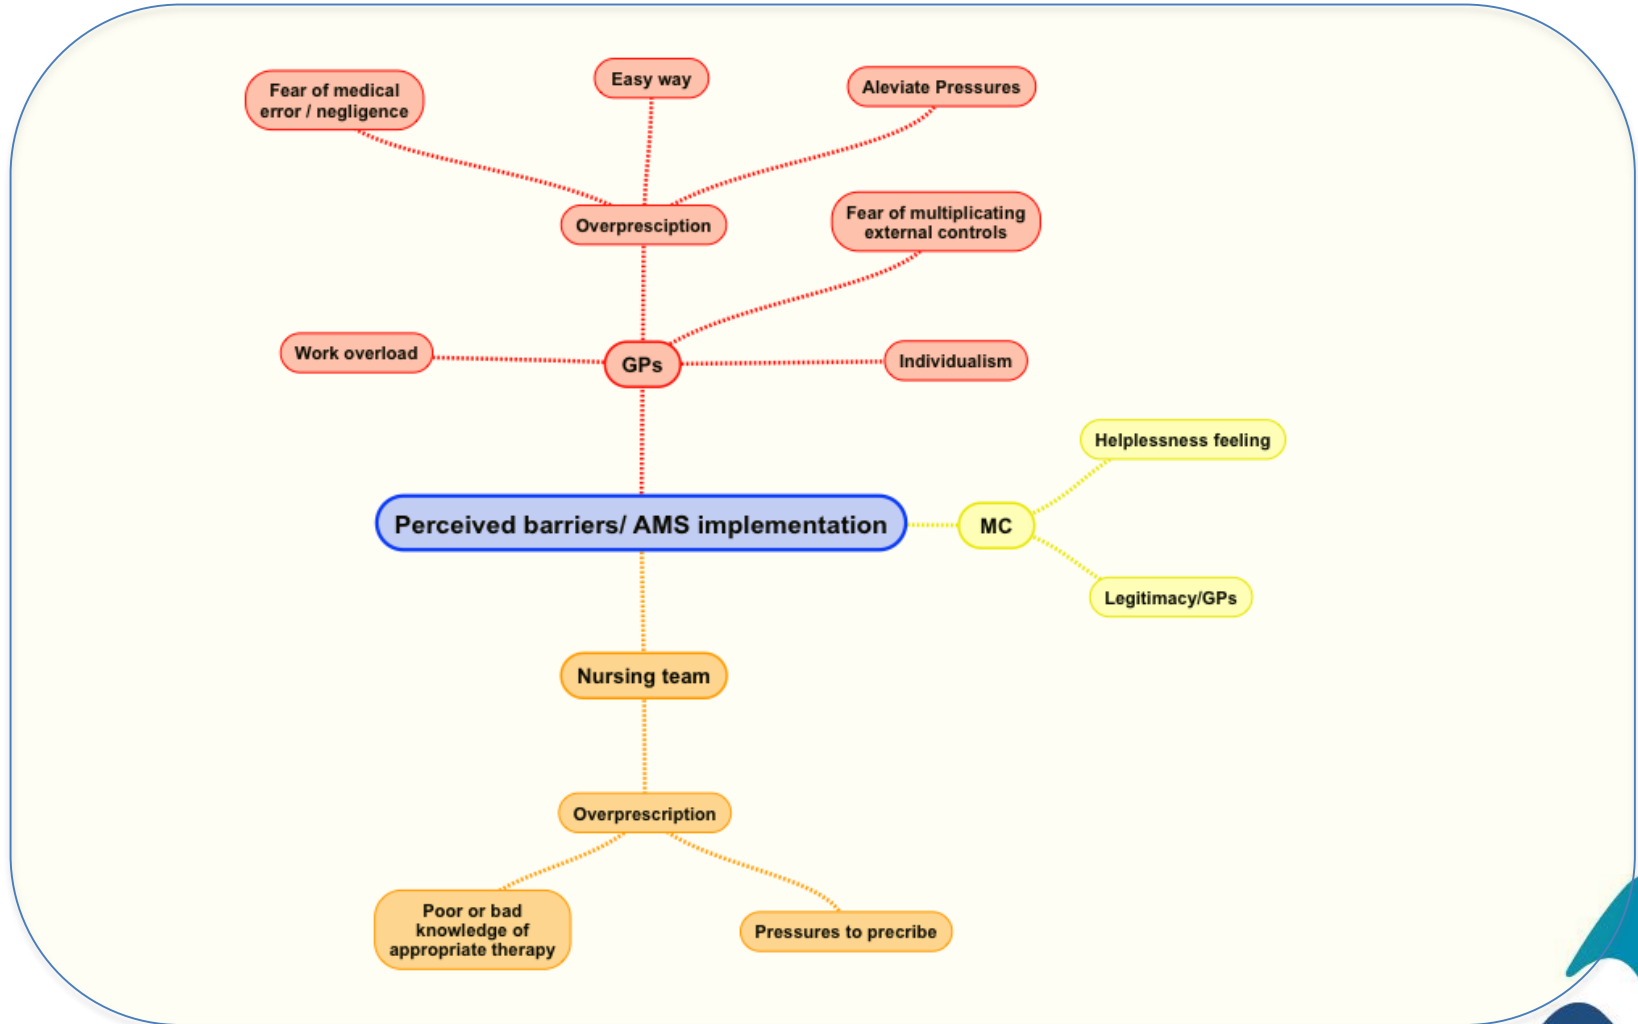 Easy way
Aleviate Pressures
Fear of medical
error / negligence
Overpresciption
Fear of multiplicating
external controls
Work overload
GPs
Individualism
Helplessness feeling
Perceived barriers/ AMS implementation
MC
Legitimacy/GPs
Nursing team
Overprescription
Poor or bad
knowledge of
appropriate therapy
Pressures to precribe